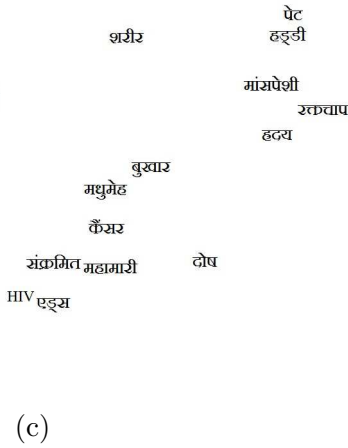 पेट
शरीर हड्डी
मांसपेशी
रक्तचाप
हृदय
बुखार
मधुमेह
कैंसर
संक्रमित महामारी दोष
HIV एड्स
(c)